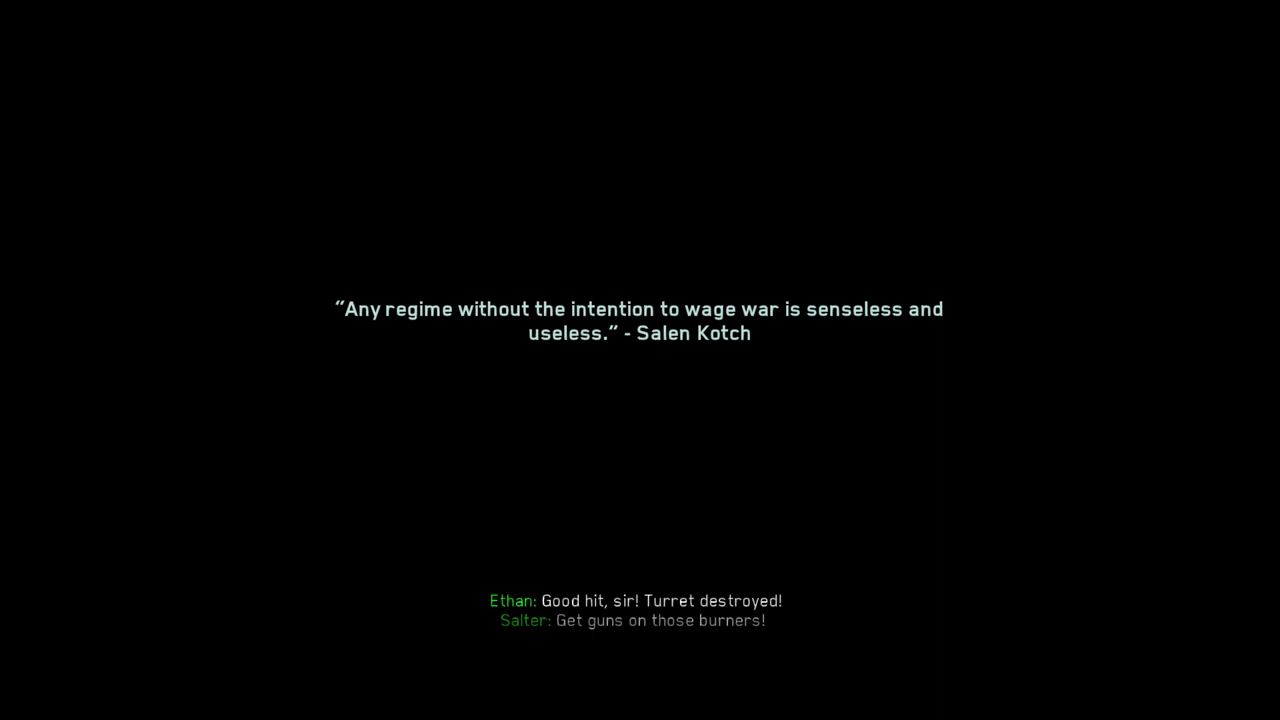 “Any regime without the intention to wage war is senseless and
useless.” - Salen Kotch
Ethan: Good hit, sir! Turret destroyed!
Salter: Get guns on those burners!